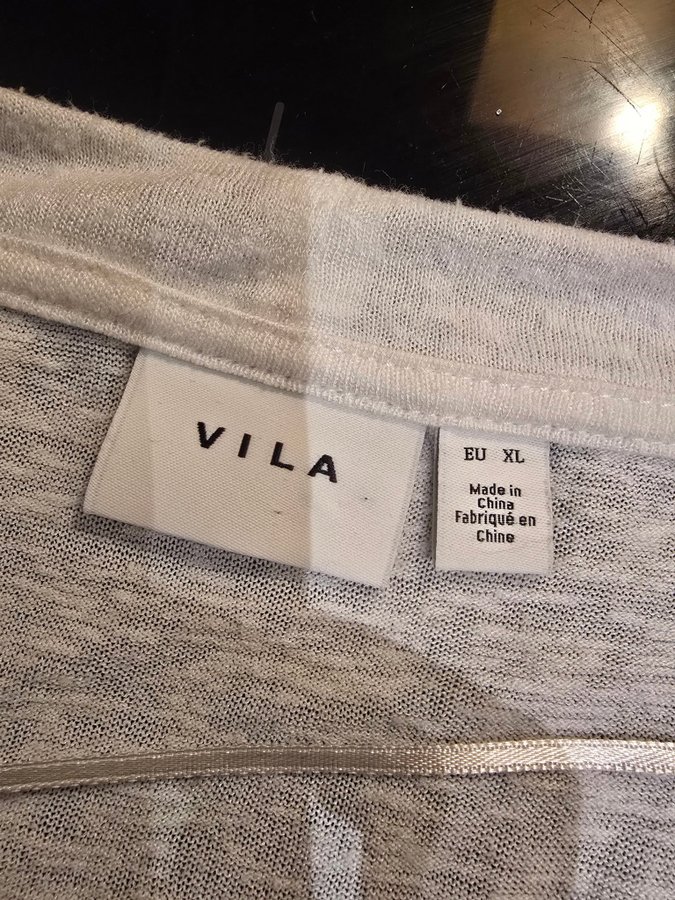 VILA
EU XL
Made in
China
Fabriqué en
Chine